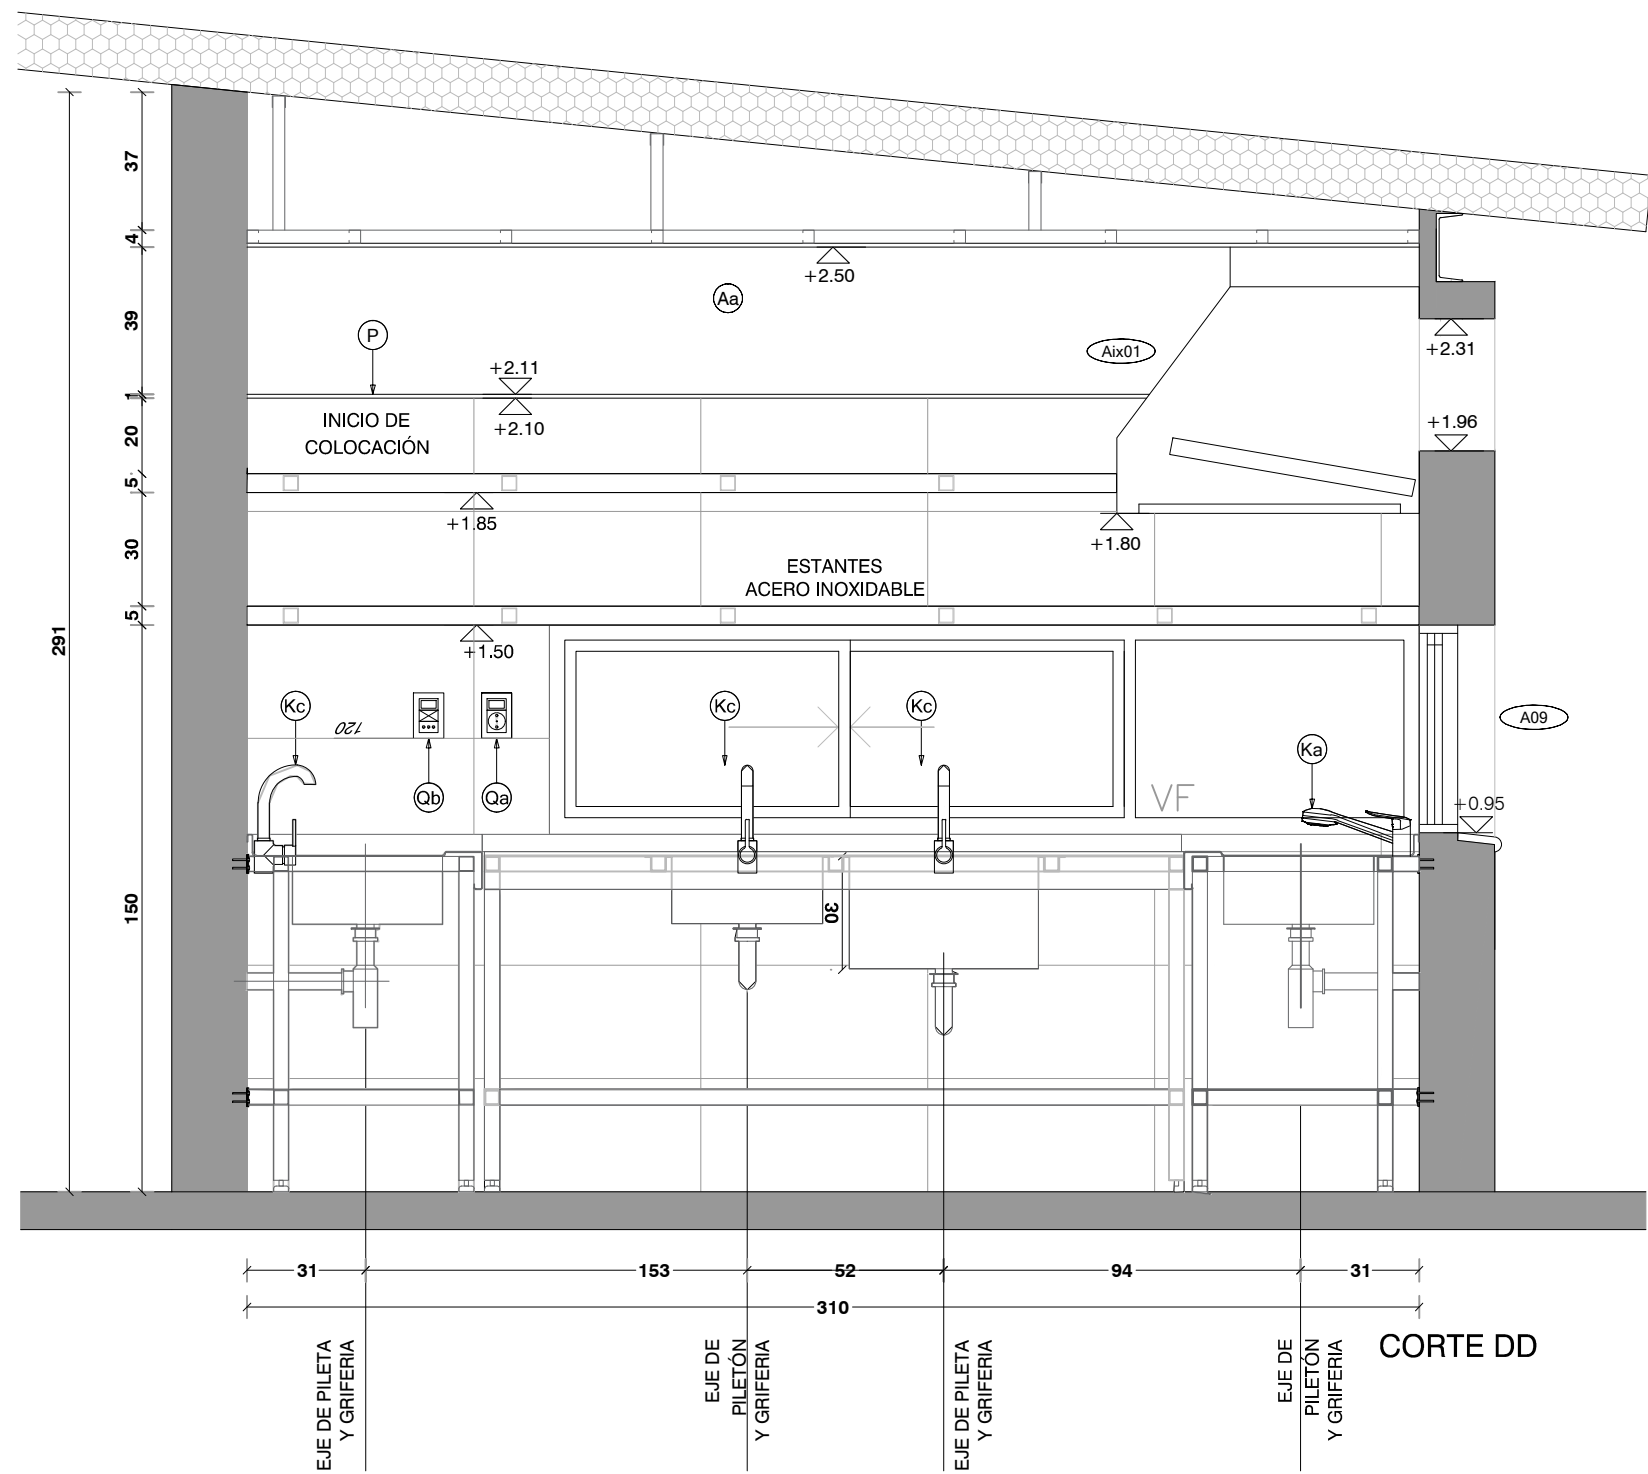 37
4
39
1
20
5
30
5
150
291
+2.50
Aa
P
+2.11
+2.10
Aix01
+2.31
+1.96
INICIO DE
COLOCACIÓN
+1.85
+1.80
ESTANTES
ACERO INOXIDABLE
+1.50
Kc
120
Qb
Qa
Kc
Kc
Ka
VF
A09
+0.95
30
31
153
52
94
31
310
EJE DE PILETA
Y GRIFERIA
EJE DE
PILETÓN
Y GRIFERIA
EJE DE PILETA
Y GRIFERIA
EJE DE
PILETÓN
Y GRIFERIA
CORTE DD